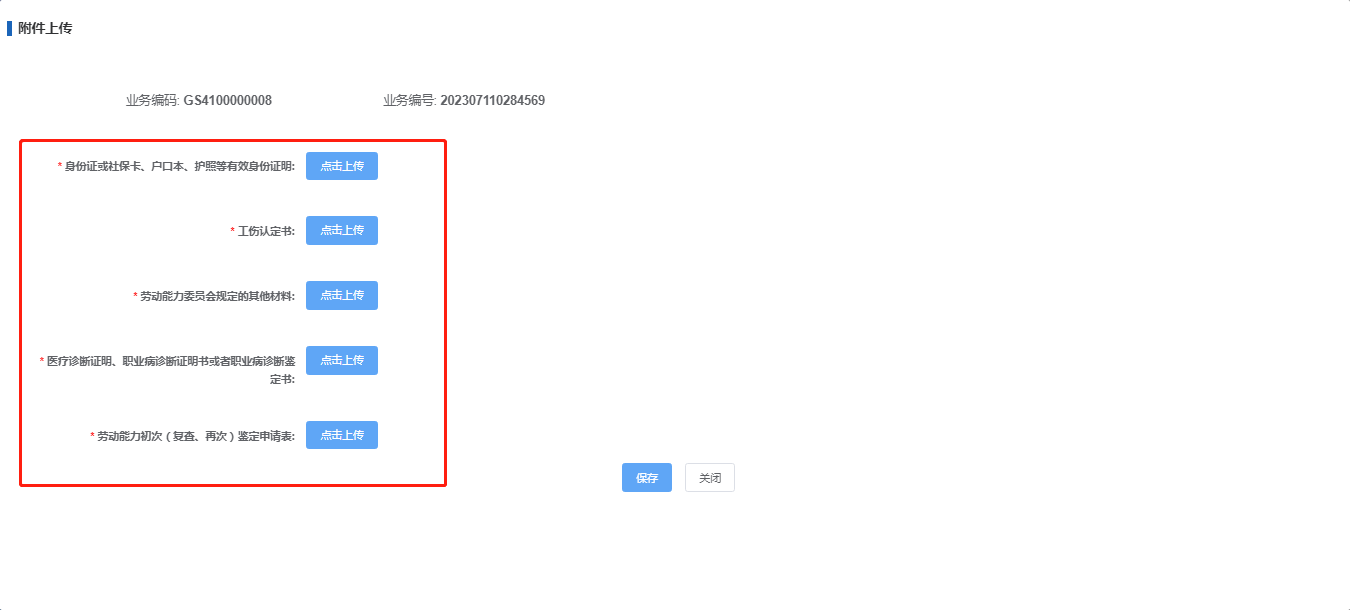 附件上传
业务编码: GS4100000008 业务编号: 202307110284569
* 身份证或社保卡、户口本、护照等有效身份证明: 点击上传
* 工伤认定书: 点击上传
* 劳动能力委员会规定的其他材料: 点击上传
* 医疗诊断证明、职业病诊断证明书或者职业病诊断鉴 点击上传
定书:
* 劳动能力初次（复查、再次）鉴定申请表: 点击上传
保存 关闭